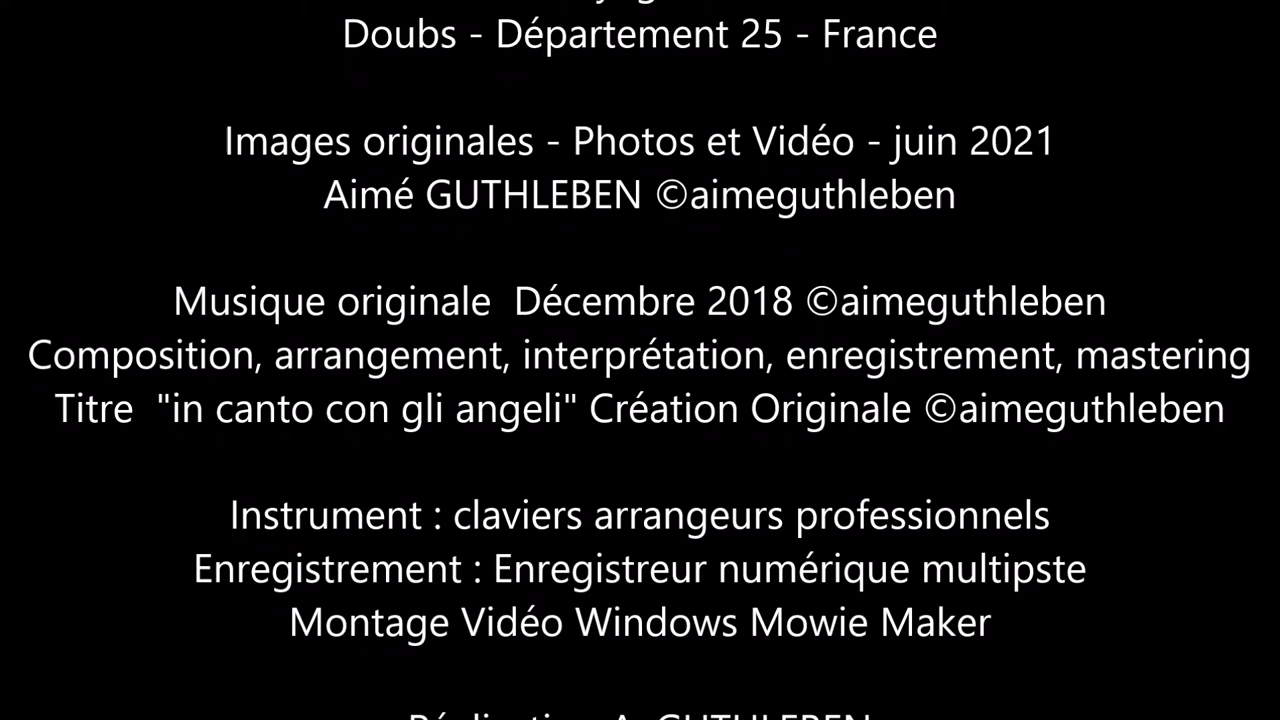 Doubs - Département 25 - France
Images originales - Photos et Vidéo - juin 2021
Aimé GUTHLEBEN ©aimeguthleben
Musique originale  Décembre 2018 ©aimeguthleben
Composition, arrangement, interprétation, enregistrement, mastering
Titre  "in canto con gli angeli" Création Originale ©aimeguthleben
Instrument : claviers arrangeurs professionnels
Enregistrement : Enregistreur numérique multipste
Montage Vidéo Windows Mowie Maker
Réalisation A. GUTHLEBEN